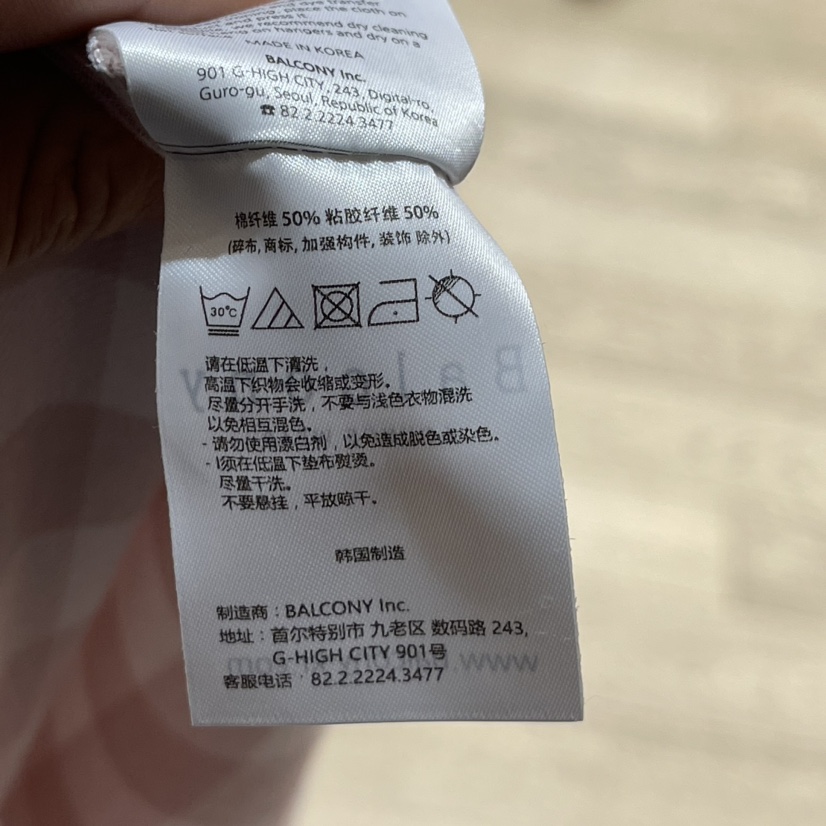 dye transfer
place the cloth on
and press it.
we recommend dry cleaning
on hangers and dry on a
MADE IN KOREA
BALCONY Inc.
901 G-HIGH CITY, 243, Digital-ro,
Guro-gu, Seoul, Republic of Korea
☎ 82.2.2224.3477
棉纤维 50% 粘胶纤维 50%
(碎布, 商标, 加强构件, 装饰 除外)
30℃
请在低温下清洗，
高温下织物会收缩或变形。
尽量分开手洗，不要与浅色衣物混洗
以免相互混色。
- 请勿使用漂白剂，以免造成脱色或染色。
- I须在低温下垫布熨烫。
尽量干洗。
不要悬挂，平放晾干。
韩国制造
制造商：BALCONY Inc.
地址：首尔特别市 九老区 数码路 243,
G-HIGH CITY 901号
客服电话：82.2.2224.3477